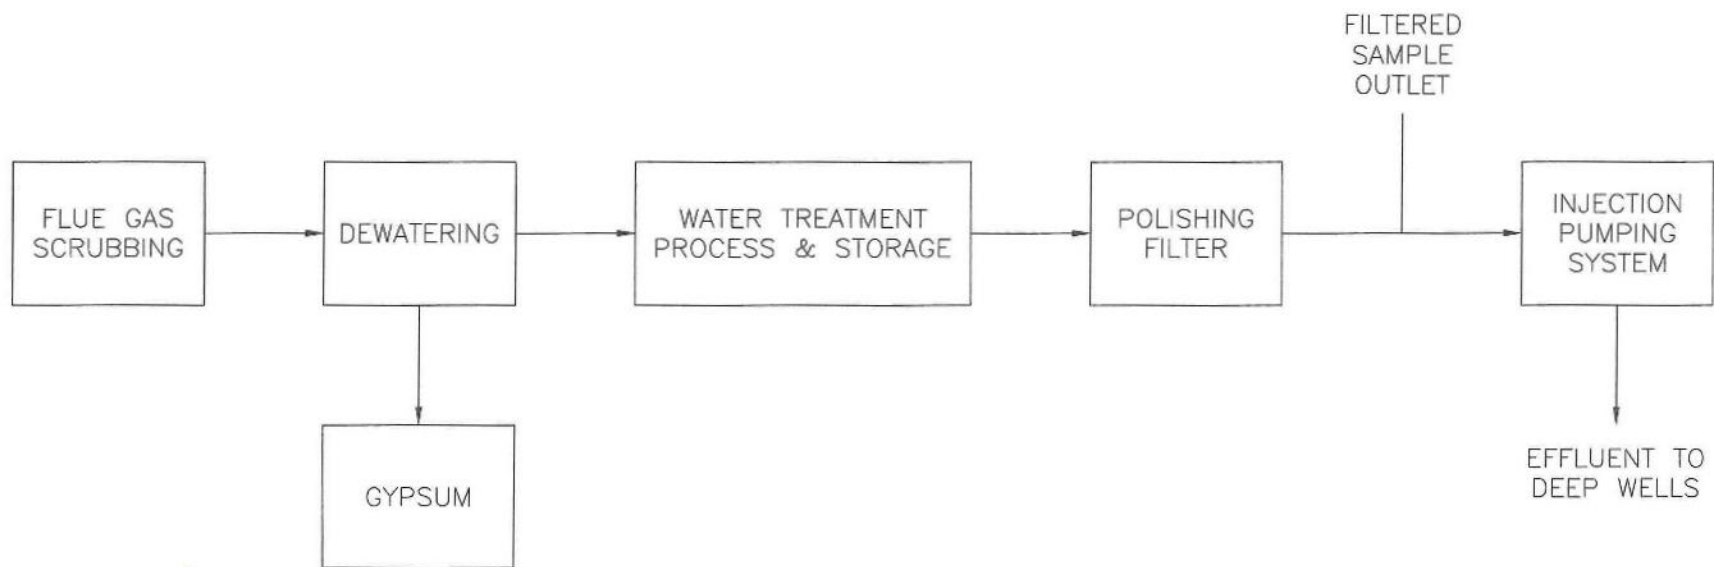 FILTERED
SAMPLE
OUTLET
FLUE GAS
SCRUBBING
DEWATERING
WATER TREATMENT
PROCESS & STORAGE
POLISHING
FILTER
INJECTION
PUMPING
SYSTEM
GYPSUM
EFFLUENT TO
DEEP WELLS